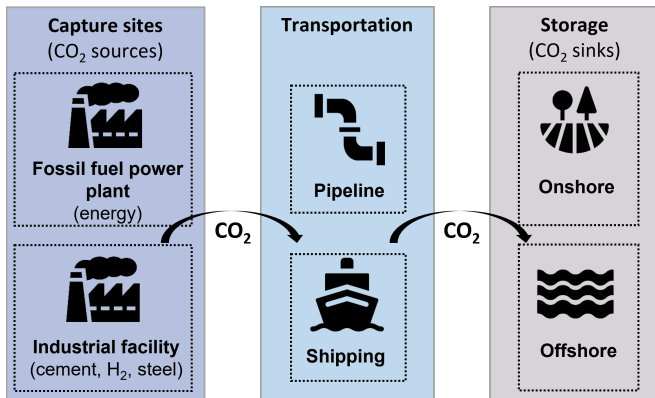 Capture sites
(CO₂ sources)
Fossil fuel power
plant
(energy)
Industrial facility
(cement, H₂, steel)
CO₂
Transportation
Pipeline
Shipping
CO₂
Storage
(CO₂ sinks)
Onshore
Offshore